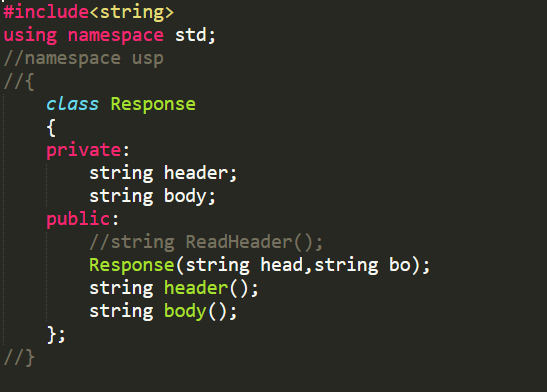 #include<string>
using namespace std;
//namespace usp
//{
    class Response
    {
    private:
        string header;
        string body;
    public:
        //string ReadHeader();
        Response(string head,string bo);
        string header();
        string body();
    };
//}